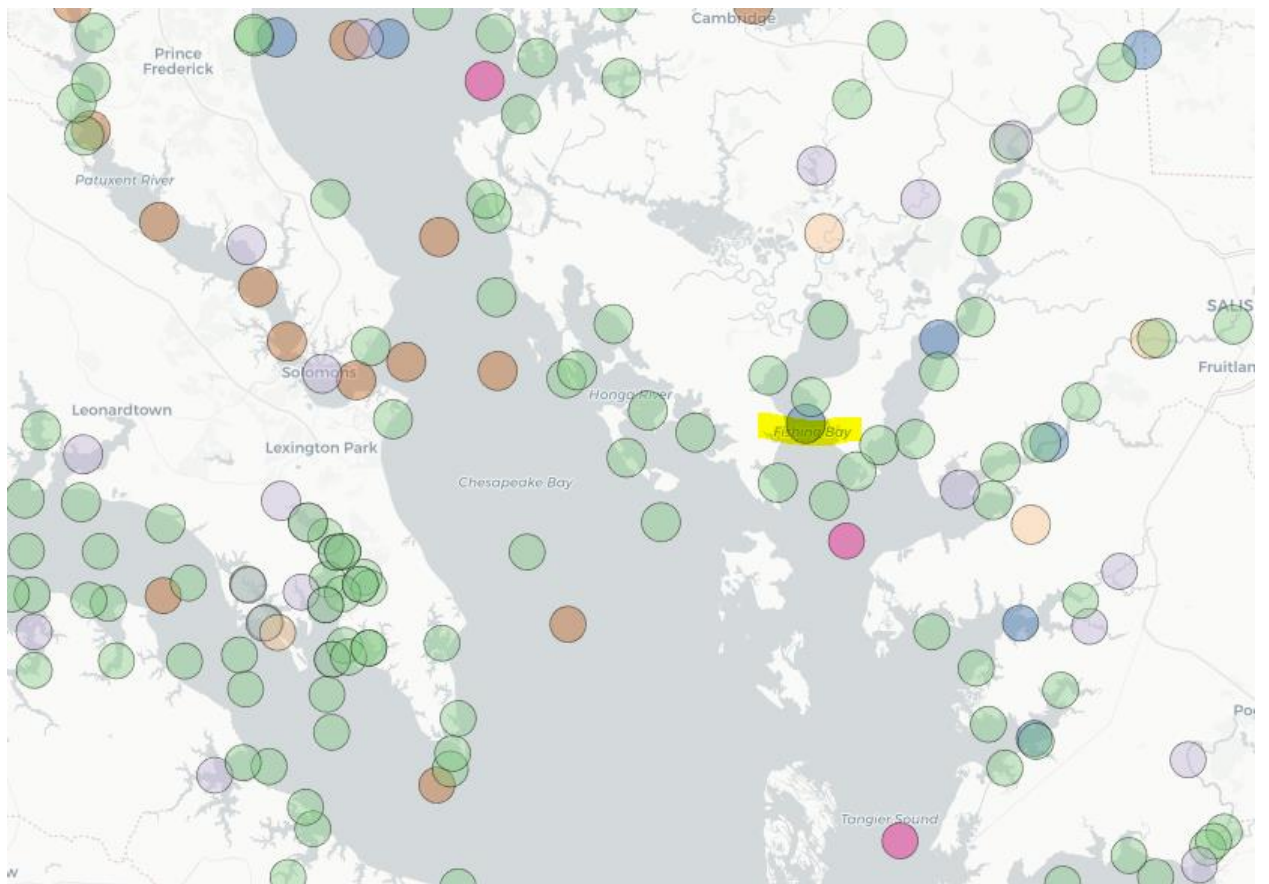 Cambridge
Prince
Frederick
Patuxent River
SALIS
Solomons
Fruitlan
Honga River
Leonardtown
Fishing Bay
Lexington Park
Chesapeake Bay
Po
Tangier Sound
w